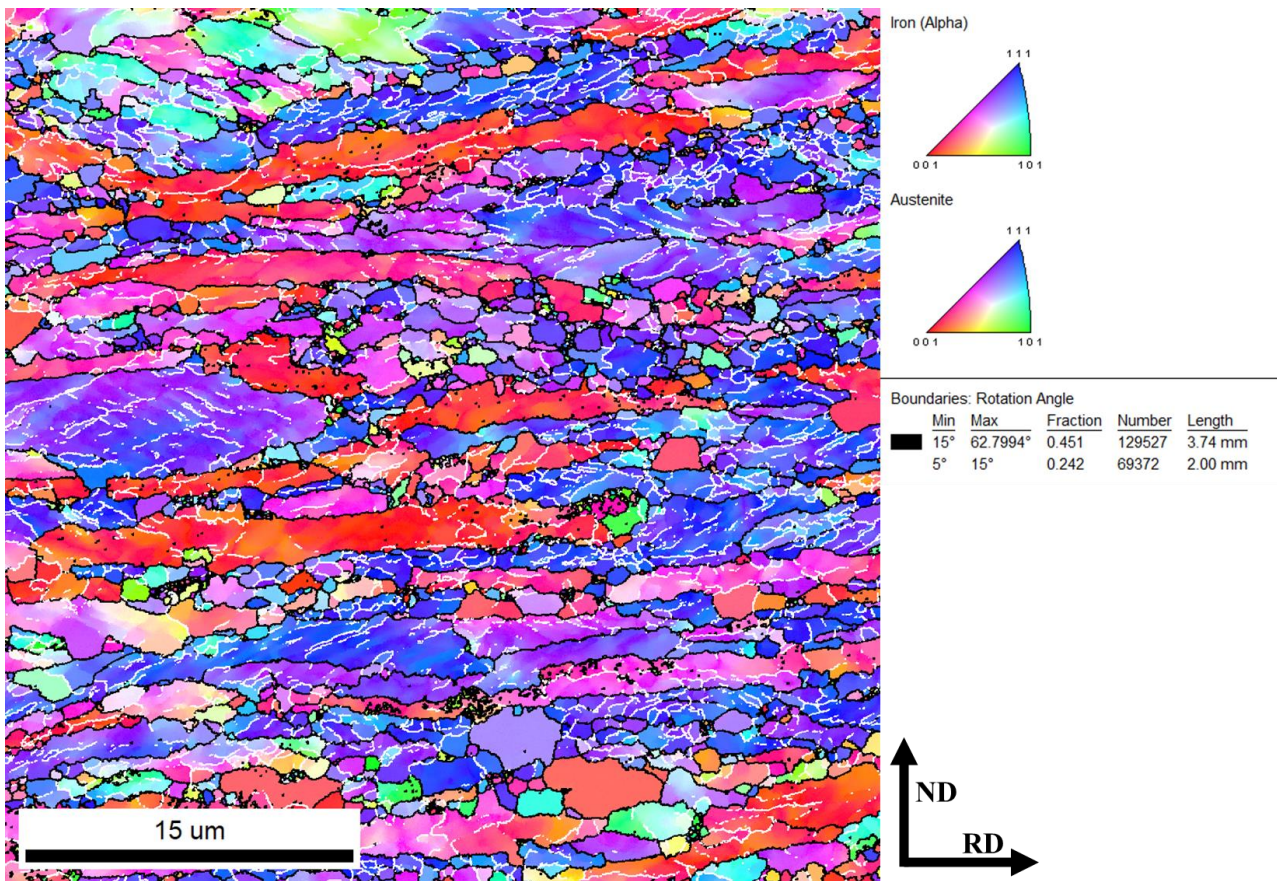 Iron (Alpha)
1 1 1
0 0 1 1 0 1
Austenite
1 1 1
0 0 1 1 0 1
Boundaries: Rotation Angle
Min Max Fraction Number Length
15° 62.7994° 0.451 129527 3.74 mm
5° 15° 0.242 69372 2.00 mm
15 um
ND
RD